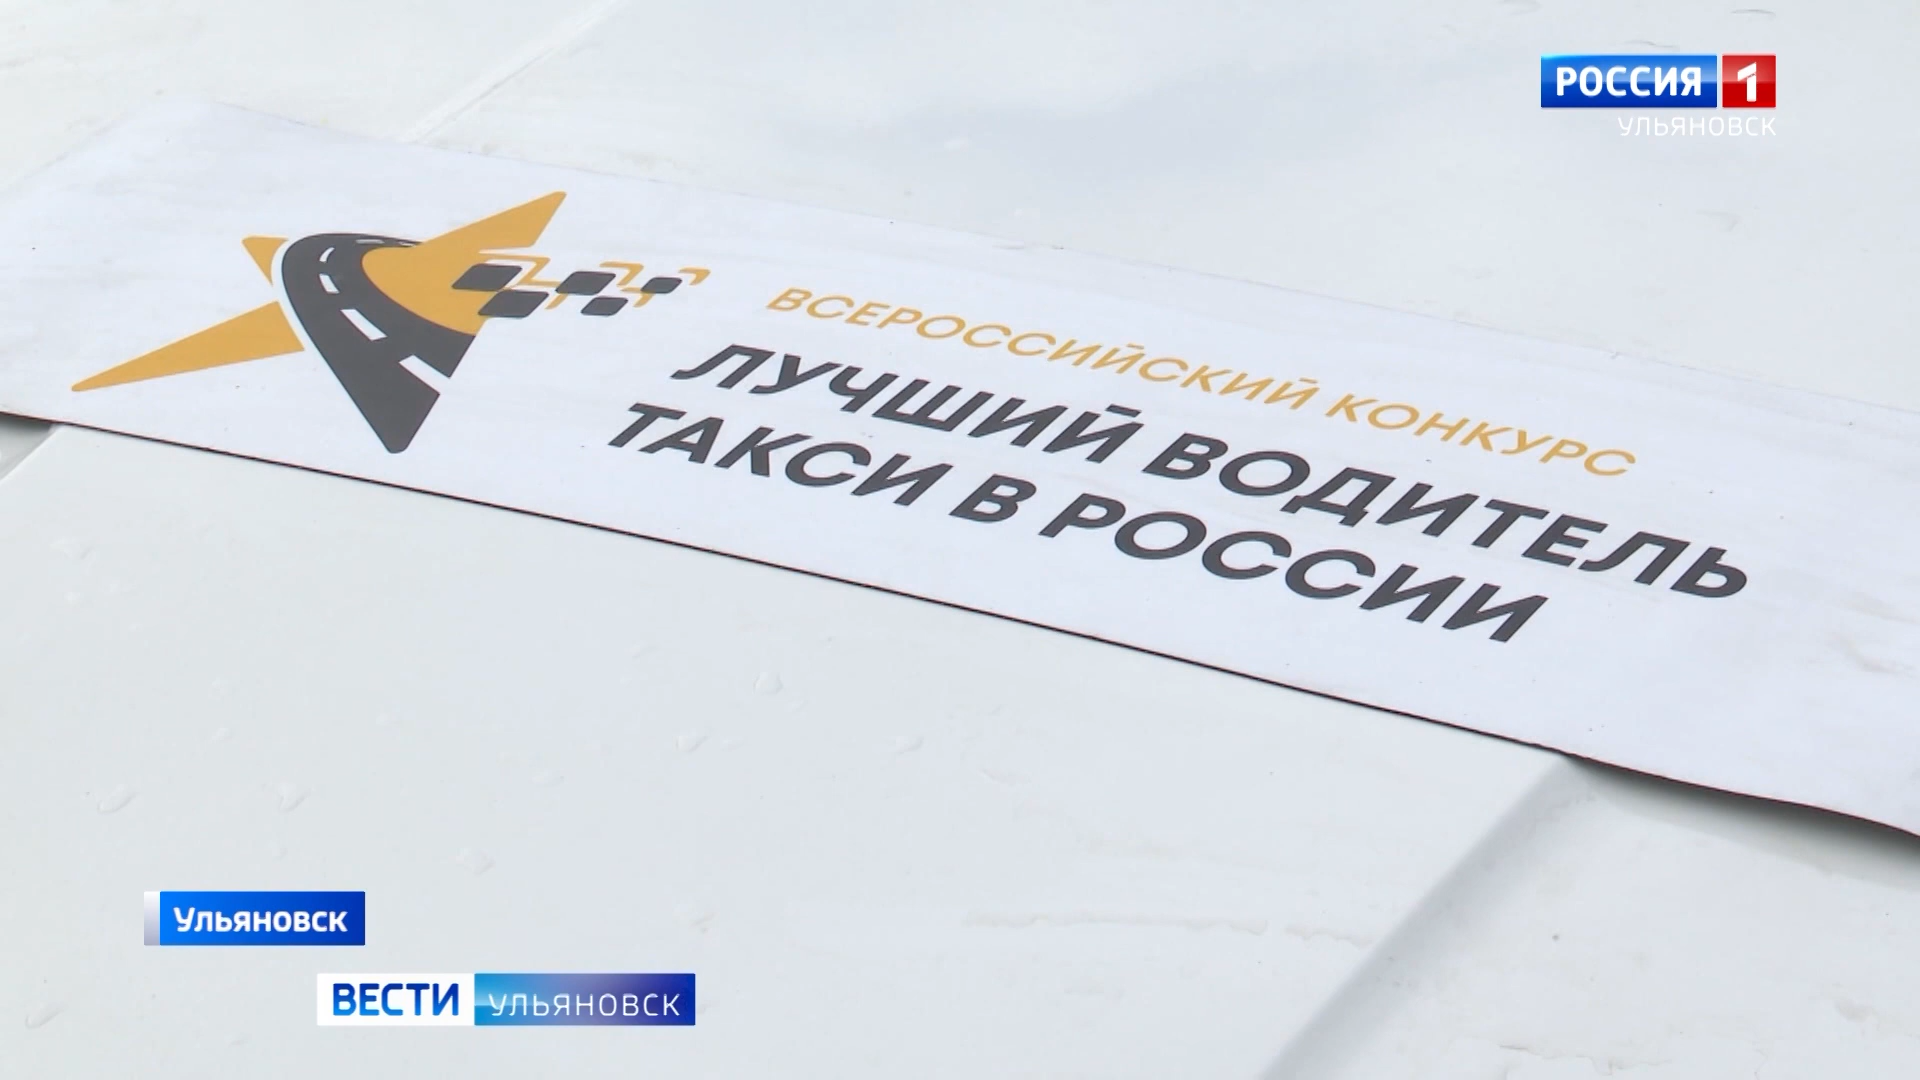 РОССИЯ 1
УЛЬЯНОВСК
ВСЕРОССИЙСКИЙ КОНКУРС
ЛУЧШИЙ ВОДИТЕЛЬ
ТАКСИ В РОССИИ
Ульяновск
ВЕСТИ УЛЬЯНОВСК